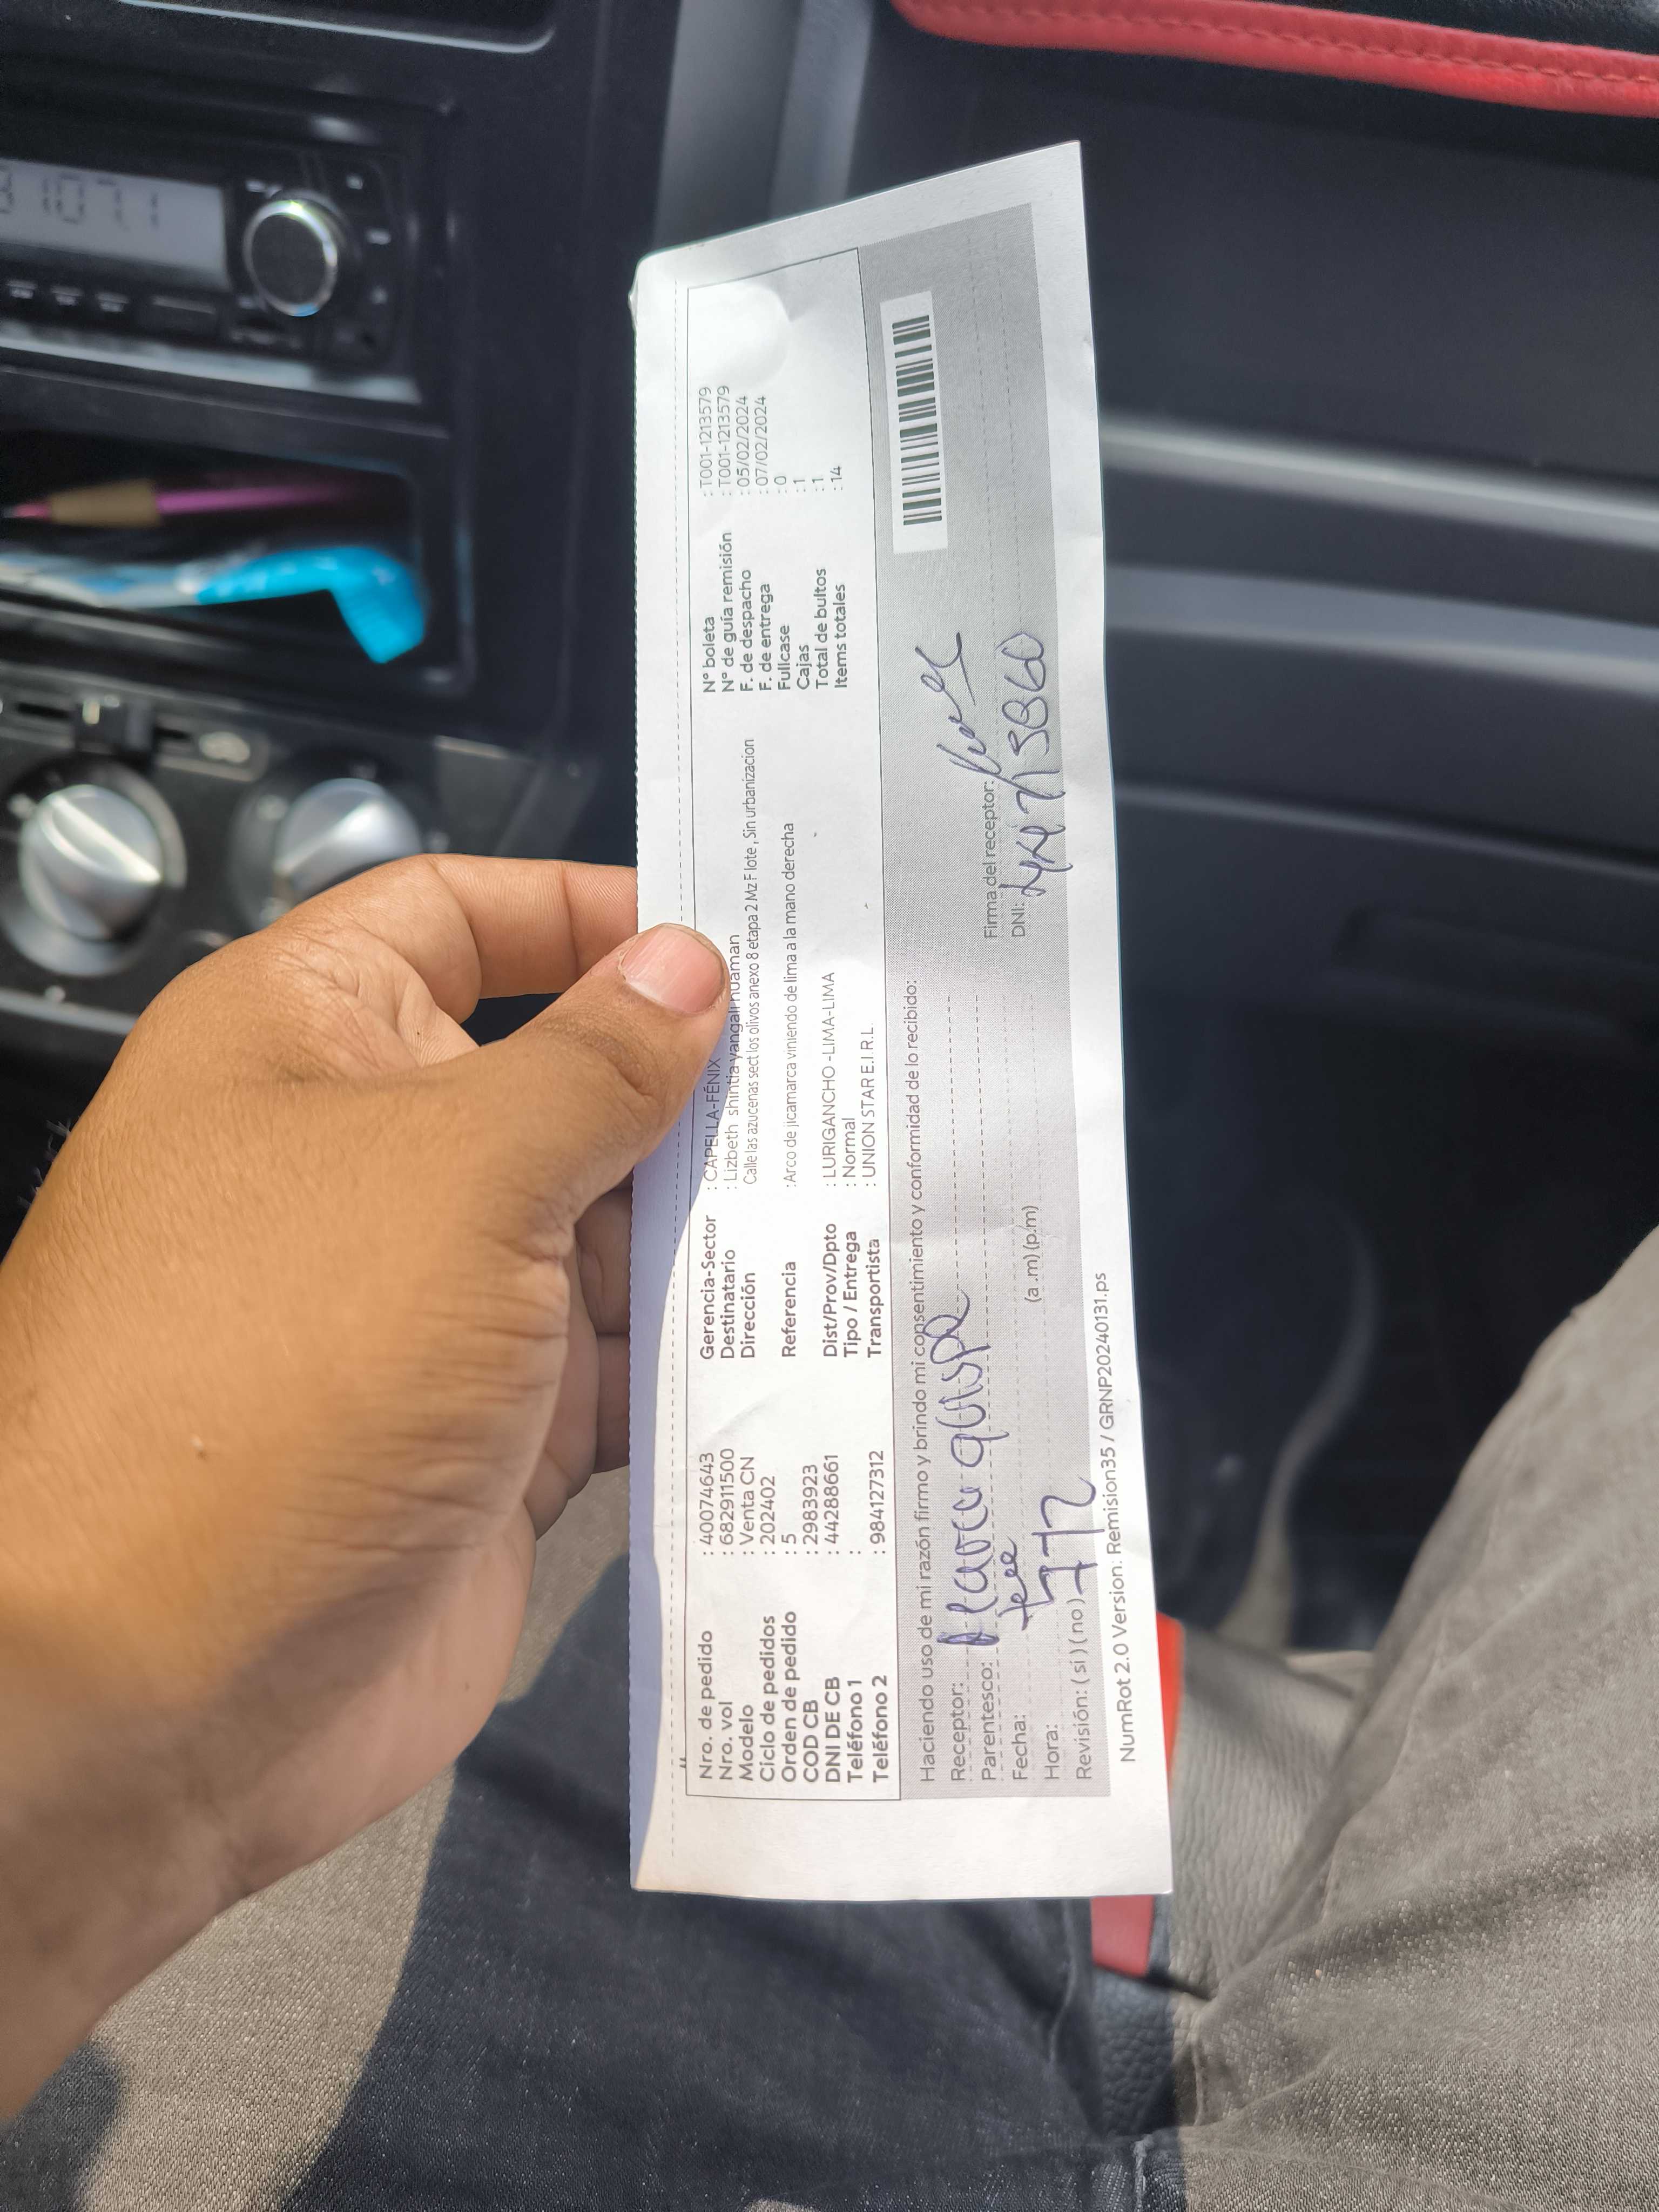 107.1
Nro. de pedido : 40074643
Nro. vol : 682911500
Modelo : Venta CN
Ciclo de pedidos : 202402
Orden de pedido : 5
COD CB : 2983923
DNI DE CB : 44288661
Teléfono 1 :
Teléfono 2 : 984127312
Gerencia-Sector : CAPELLA-FÉNIX
Destinatario : Lizbeth shintia yangali huaman
Dirección Calle las azucenas sect los olivos anexo 8 etapa 2 Mz F lote , Sin urbanizacion
Referencia : Arco de jicamarca viniendo de lima a la mano derecha
Dist/Prov/Dpto : LURIGANCHO -LIMA-LIMA
Tipo / Entrega : Normal
Transportista : UNION STAR E.I.R.L
N° boleta : T001-1213579
N° de guía remisión : T001-1213579
F. de despacho : 05/02/2024
F. de entrega : 07/02/2024
Fullcase : 0
Cajas : 1
Total de bultos : 1
Items totales : 14
Haciendo uso de mi razón firmo y brindo mi consentimiento y conformidad de lo recibido:
Receptor:
Parentesco:
Fecha:
Hora: (a .m) (p.m)
Revisión: ( si ) ( no )
Firma del receptor:
DNI:
NumRot 2.0 Version: Remision35 / GRNP20240131.ps